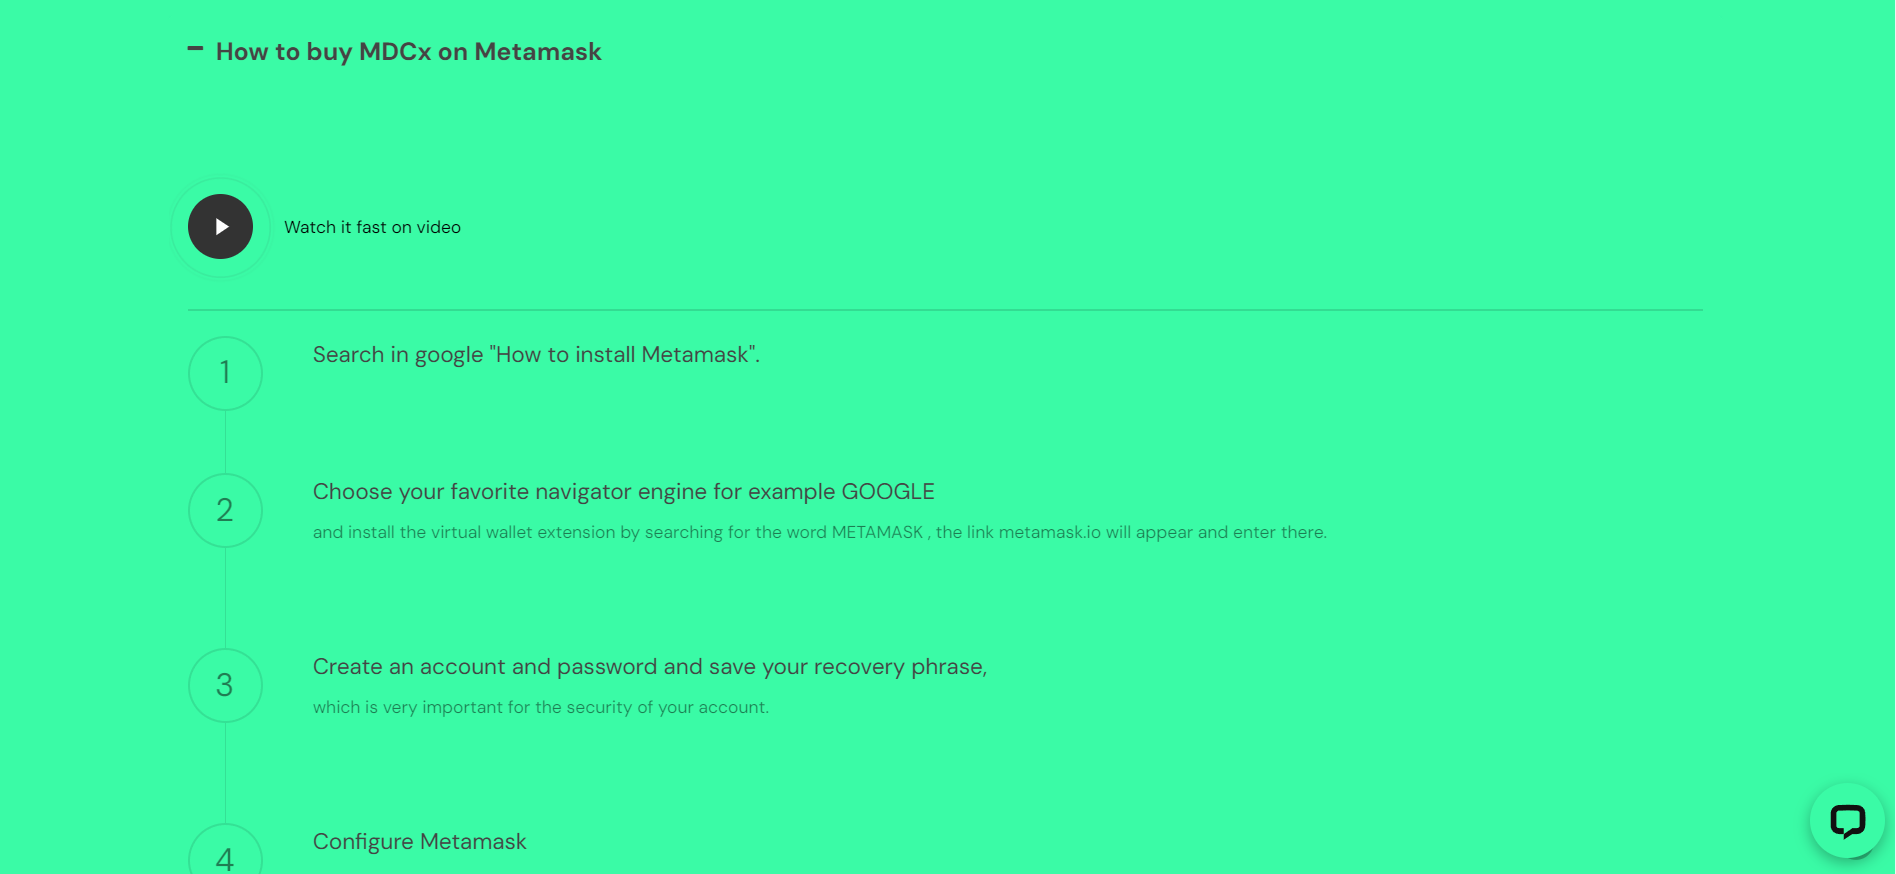 How to buy MDCx on Metamask
Watch it fast on video
1
Search in google "How to install Metamask".
2
Choose your favorite navigator engine for example GOOGLE
and install the virtual wallet extension by searching for the word METAMASK , the link metamask.io will appear and enter there.
3
Create an account and password and save your recovery phrase,
which is very important for the security of your account.
4
Configure Metamask